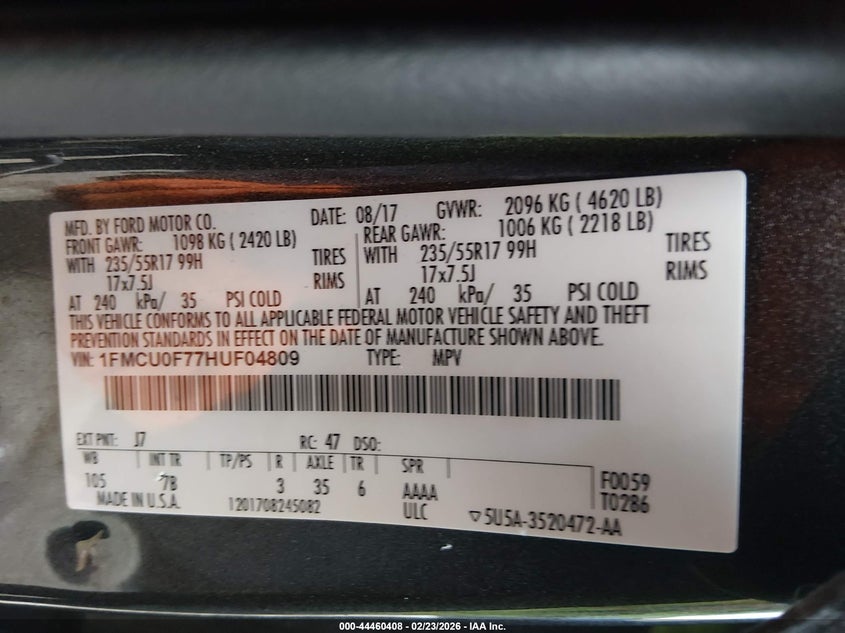 MFD. BY FORD MOTOR CO. DATE: 08/17 GVWR: 2096 KG ( 4620 LB)
FRONT GAWR: 1098 KG ( 2420 LB) REAR GAWR: 1006 KG ( 2218 LB)
WITH 235/55R17 99H TIRES WITH 235/55R17 99H TIRES
17x7.5J RIMS 17x7.5J RIMS
AT 240 kPa/ 35 PSI COLD AT 240 kPa/ 35 PSI COLD
THIS VEHICLE CONFORMS TO ALL APPLICABLE FEDERAL MOTOR VEHICLE SAFETY AND THEFT
PREVENTION STANDARDS IN EFFECT ON THE DATE OF MANUFACTURE SHOWN ABOVE.
VIN: 1FMCU0F77HUF04809 TYPE: MPV
EXT PNT: J7 RC: 47 DSO:
WB INT TR TP/PS R AXLE TR SPR
105 7B 3 35 6 AAAA F0059
MADE IN U.S.A. 1201708245082 ULC T0286
▽5U5A-3520472-AA
000-44460408 - 02/23/2026 - IAA Inc.